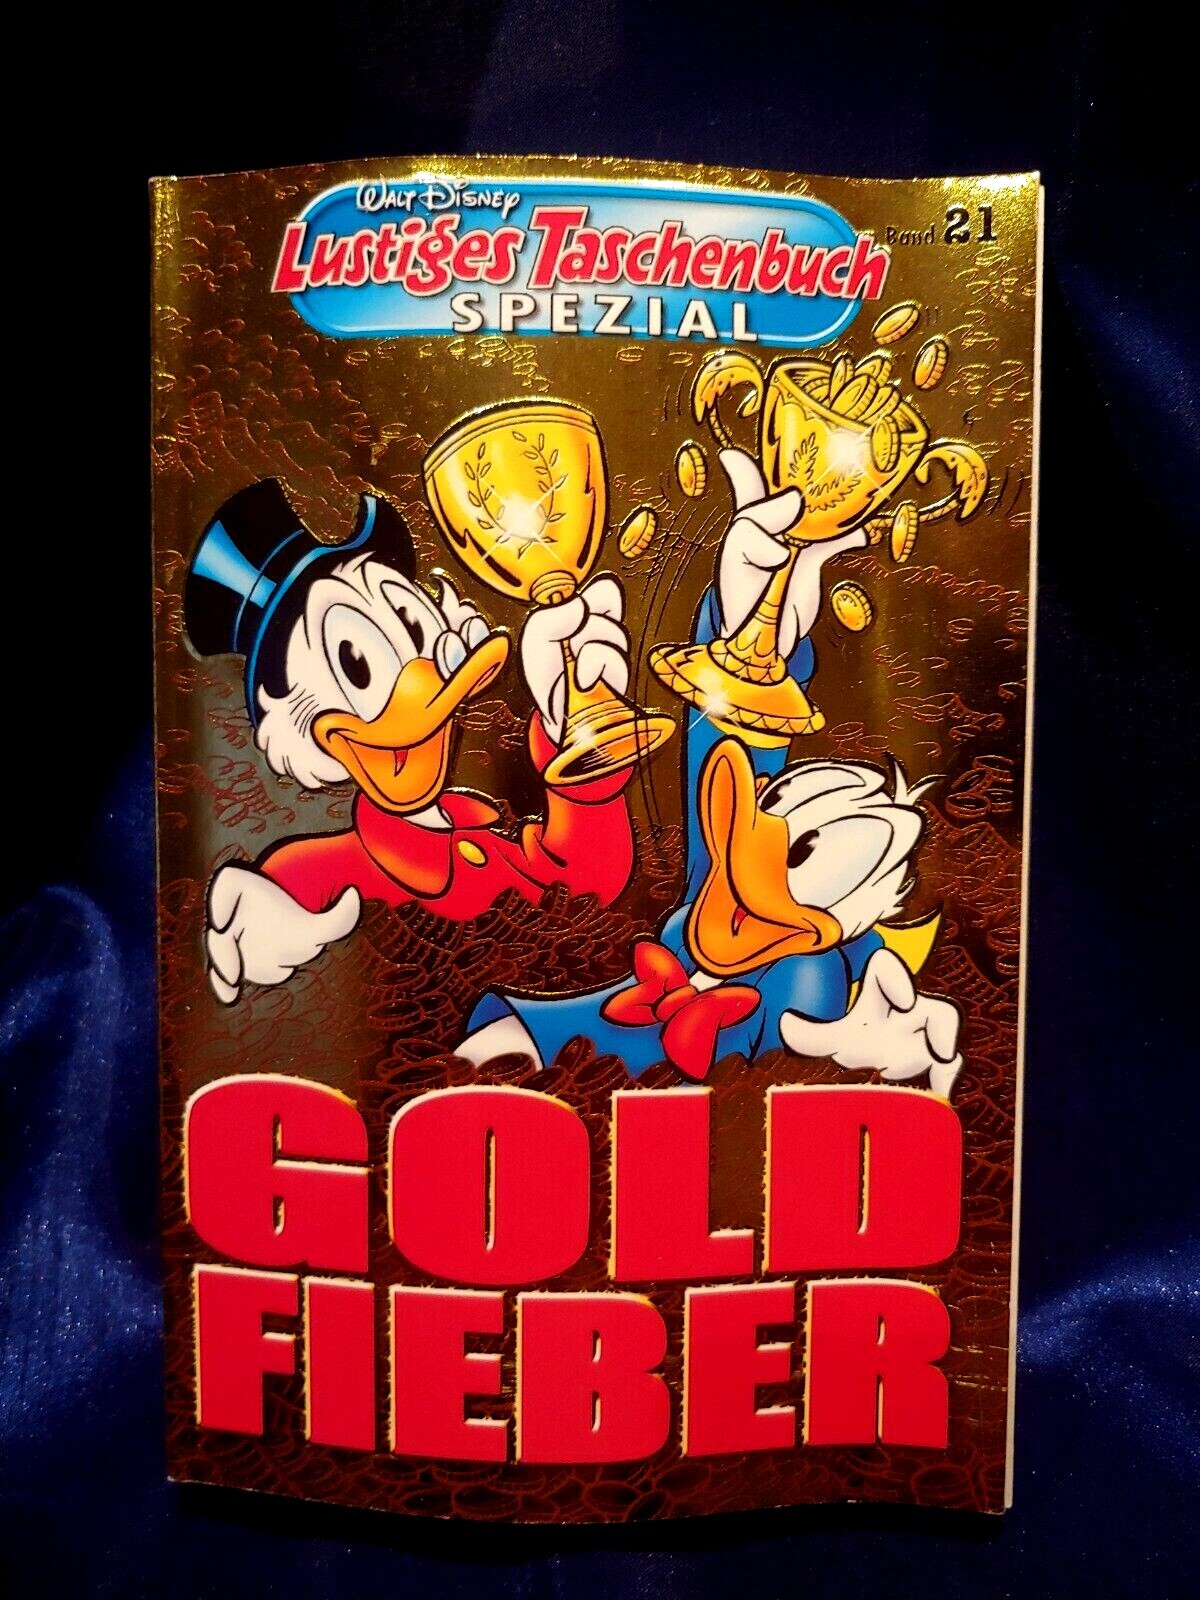 Walt Disney
Lustiges Taschenbuch
Band 21
SPEZIAL
GOLD
FIEBER